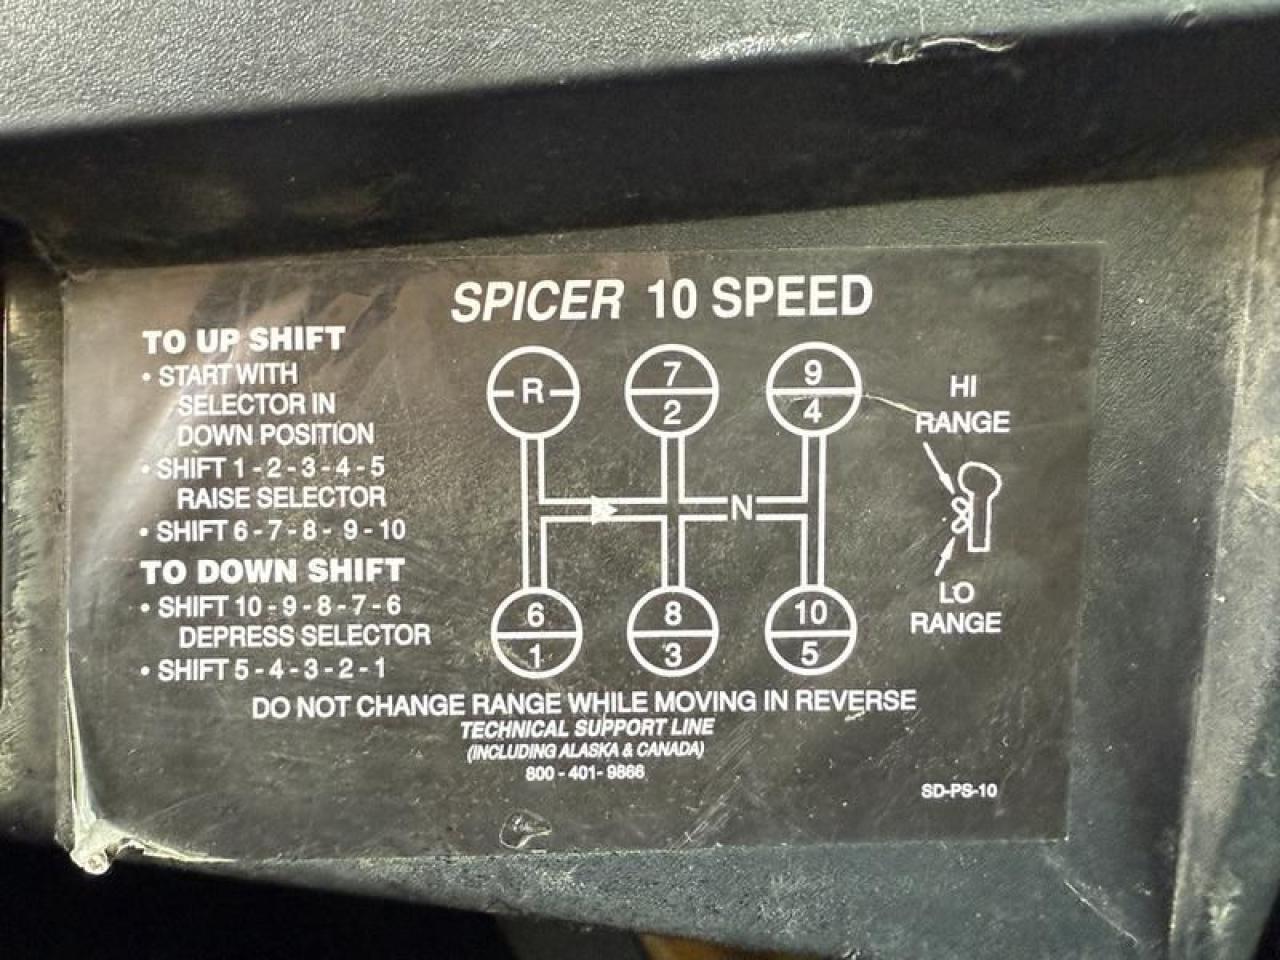 SPICER 10 SPEED
TO UP SHIFT
• START WITH
SELECTOR IN
DOWN POSITION
• SHIFT 1 - 2 - 3 - 4 - 5
RAISE SELECTOR
• SHIFT 6 - 7 - 8 - 9 - 10
TO DOWN SHIFT
• SHIFT 10 - 9 - 8 - 7 - 6
DEPRESS SELECTOR
• SHIFT 5 - 4 - 3 - 2 - 1
R
7
2
9
4
N
6
1
8
3
10
5
HI
RANGE
LO
RANGE
DO NOT CHANGE RANGE WHILE MOVING IN REVERSE
TECHNICAL SUPPORT LINE
(INCLUDING ALASKA & CANADA)
800 - 401 - 9866
SD-PS-10